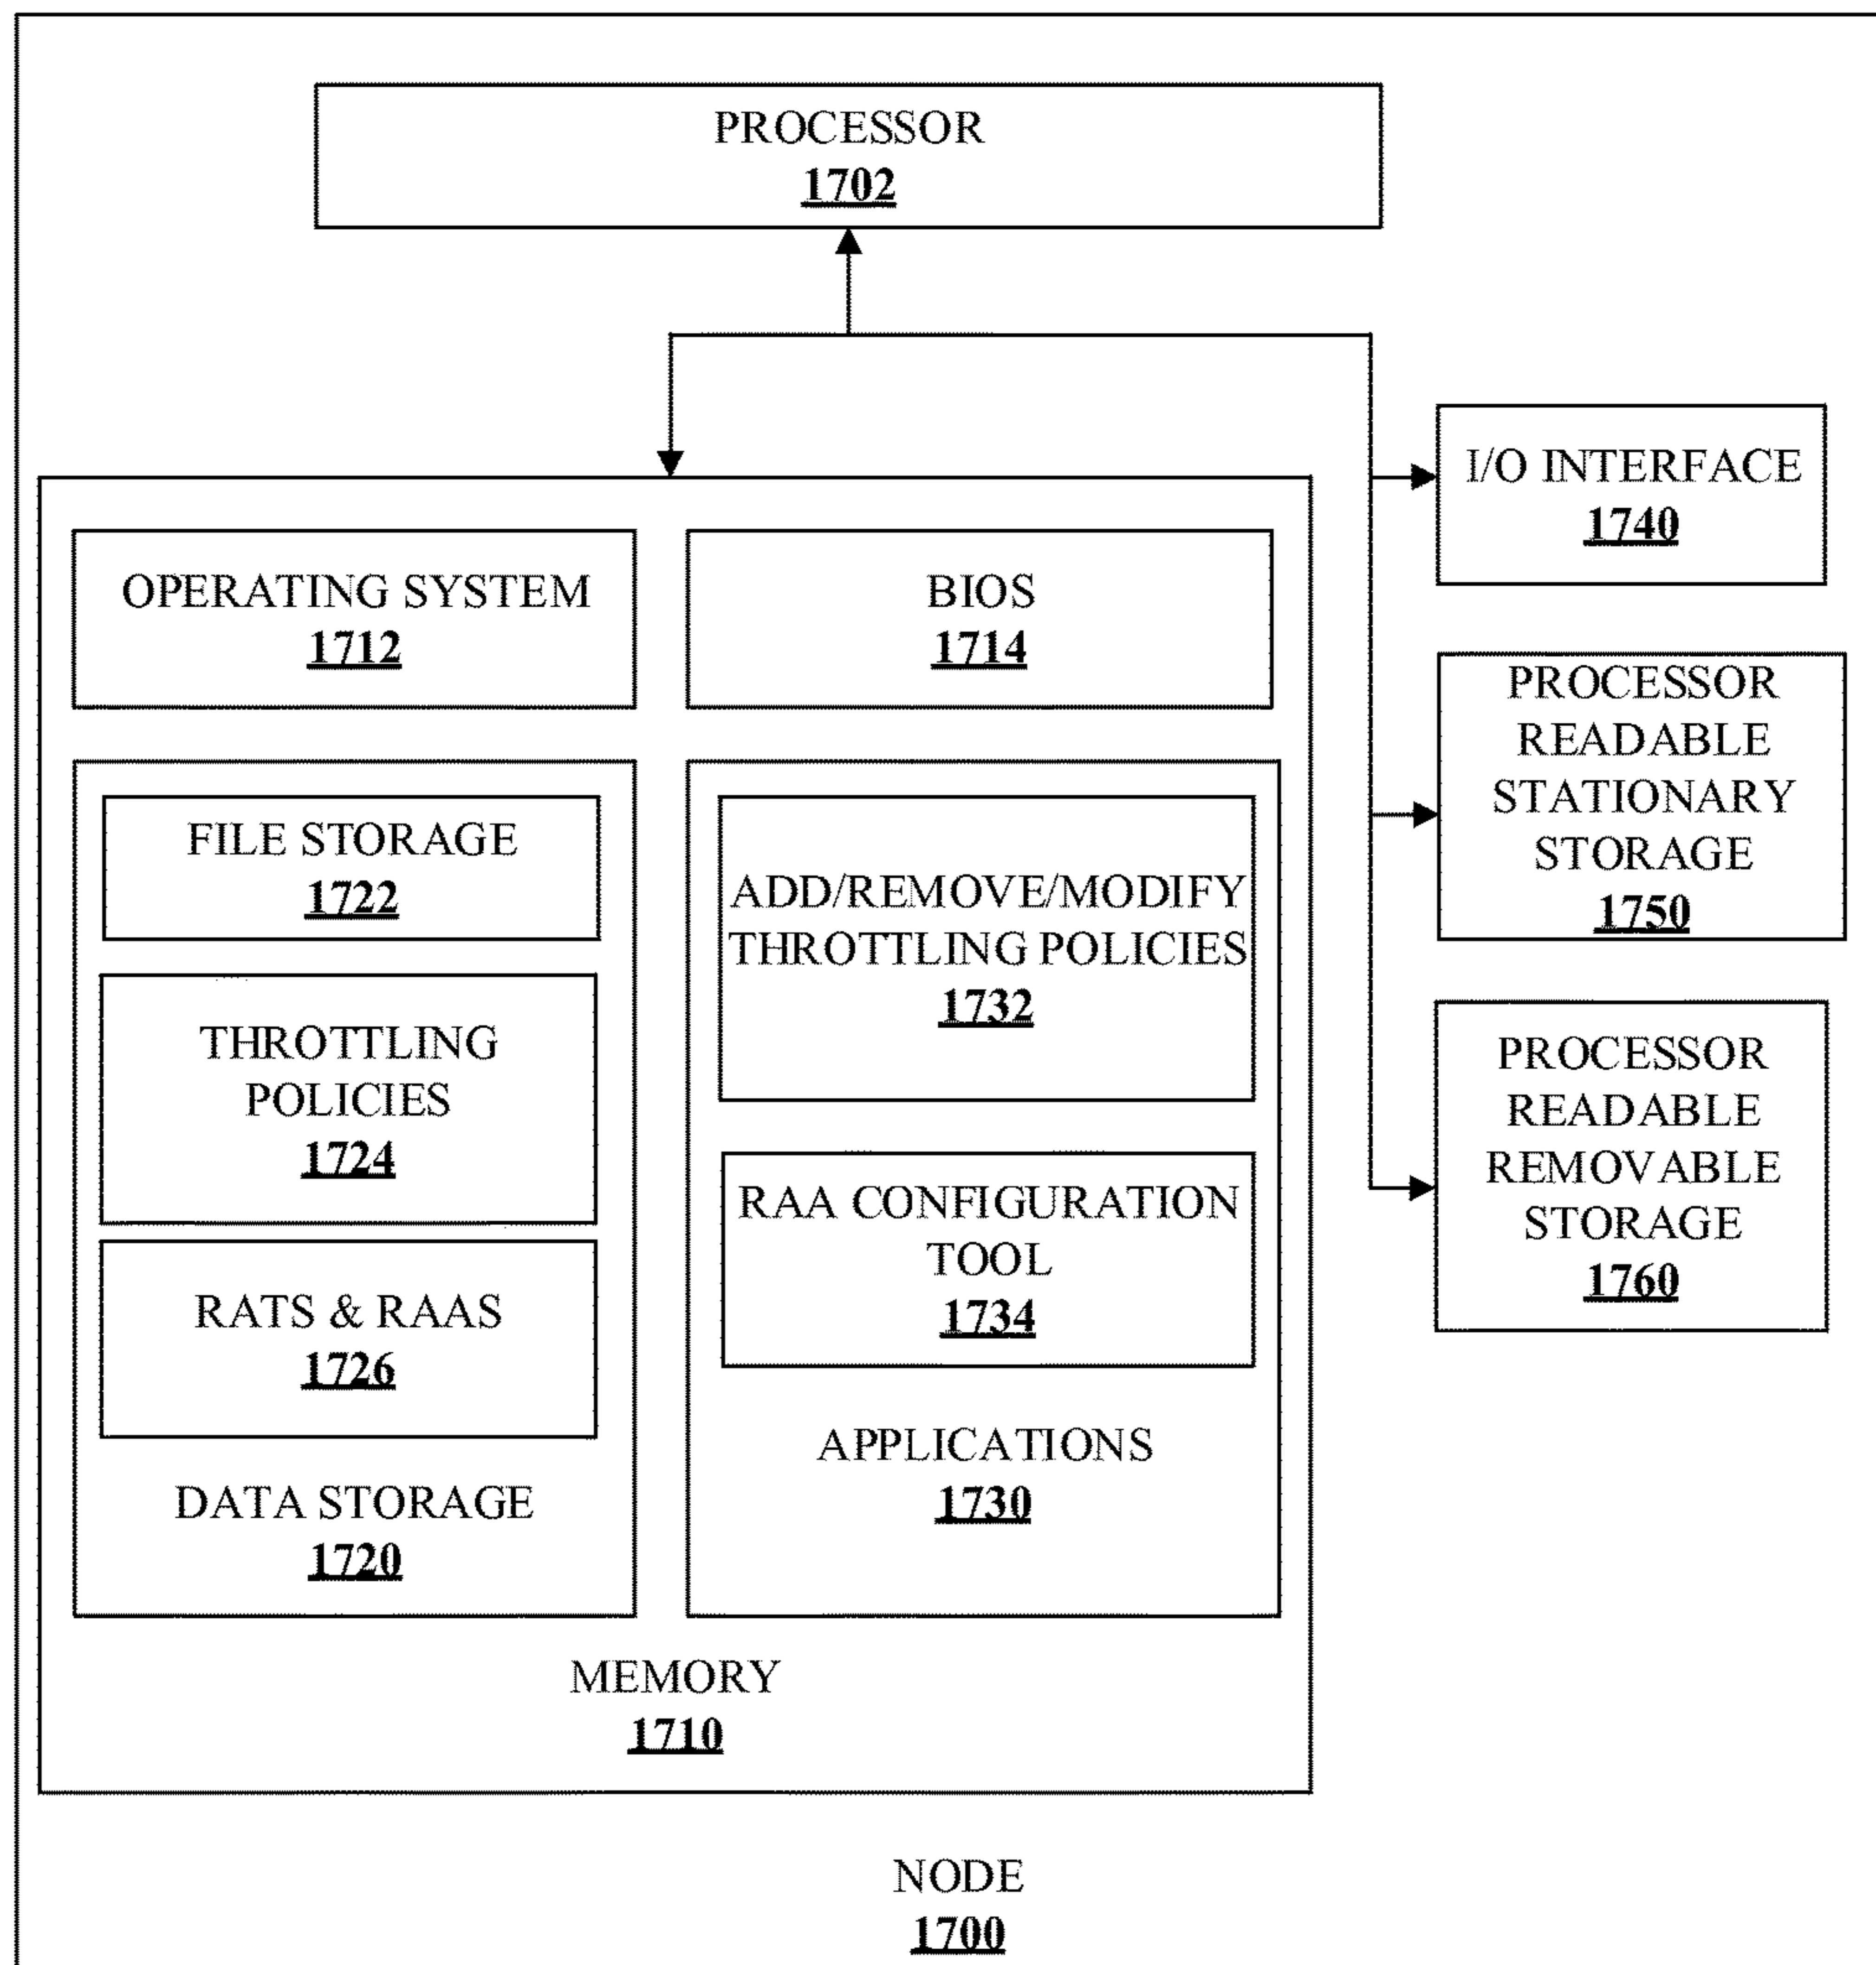 PROCESSOR
1702
I/O INTERFACE
1740
OPERATING SYSTEM
1712
BIOS
1714
PROCESSOR
READABLE
STATIONARY
STORAGE
1750
FILE STORAGE
1722
THROTTLING
POLICIES
1724
RATS & RAAS
1726
DATA STORAGE
1720
ADD/REMOVE/MODIFY
THROTTLING POLICIES
1732
RAA CONFIGURATION
TOOL
1734
APPLICATIONS
1730
PROCESSOR
READABLE
REMOVABLE
STORAGE
1760
MEMORY
1710
NODE
1700